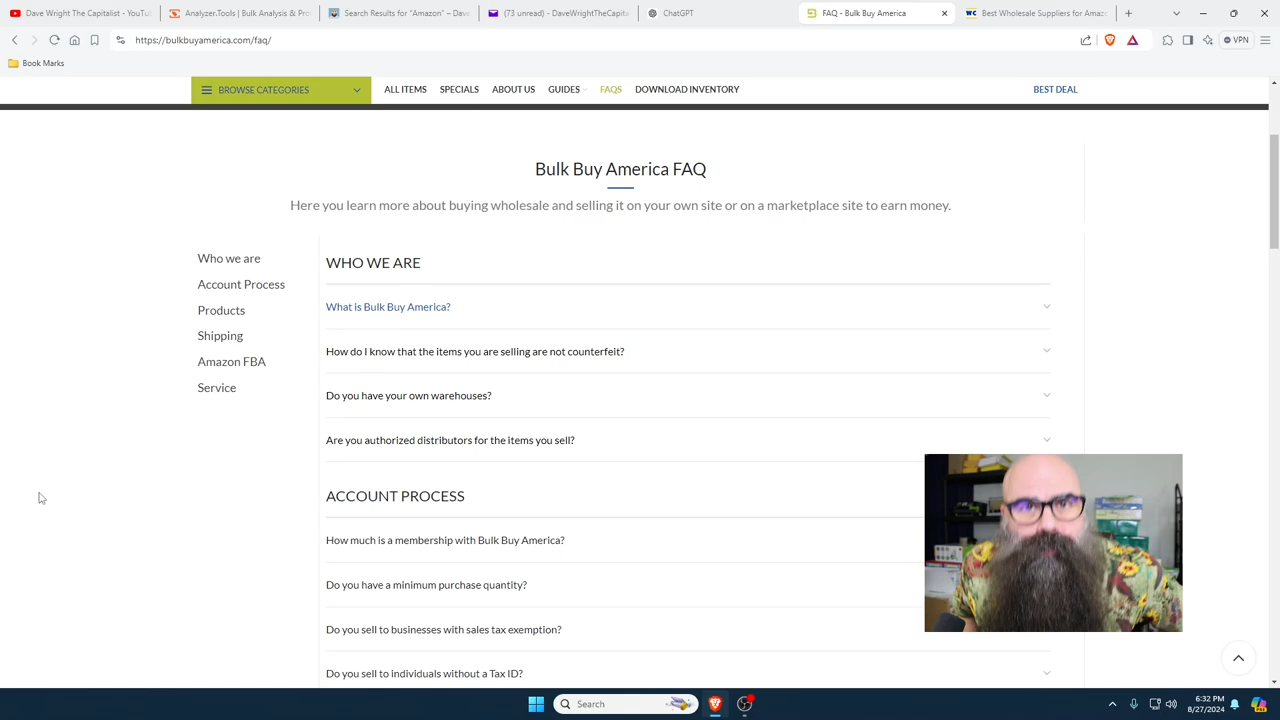 Dave Wright The Capitalist - YouTu
Analyzer.Tools | Bulk Analysis & Pro
Search Results for "Amazon" – Dave
(73 unread) - DaveWrightTheCapita
ChatGPT
FAQ - Bulk Buy America
Best Wholesale Suppliers for Amazo
https://bulkbuyamerica.com/faq/
VPN
Book Marks
BROWSE CATEGORIES
ALL ITEMS
SPECIALS
ABOUT US
GUIDES
FAQS
DOWNLOAD INVENTORY
BEST DEAL
Bulk Buy America FAQ
Here you learn more about buying wholesale and selling it on your own site or on a marketplace site to earn money.
Who we are
Account Process
Products
Shipping
Amazon FBA
Service
WHO WE ARE
What is Bulk Buy America?
How do I know that the items you are selling are not counterfeit?
Do you have your own warehouses?
Are you authorized distributors for the items you sell?
ACCOUNT PROCESS
How much is a membership with Bulk Buy America?
Do you have a minimum purchase quantity?
Do you sell to businesses with sales tax exemption?
Do you sell to individuals without a Tax ID?
Search
6:32 PM
8/27/2024